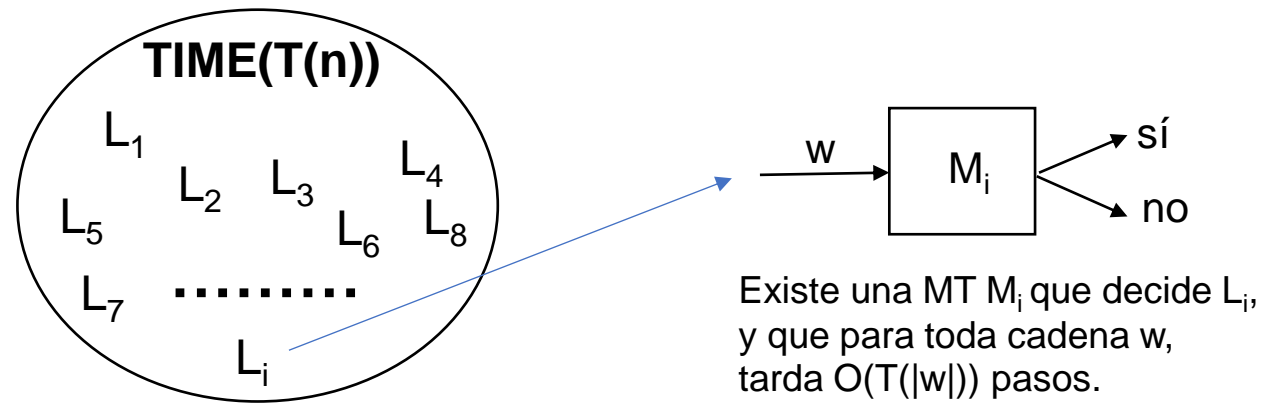 TIME(T(n))
L₁
L₂
L₃
L₄
L₅
L₆
L₈
L₇
.........
Lᵢ
w
Mᵢ
sí
no
Existe una MT Mᵢ que decide Lᵢ,
y que para toda cadena w,
tarda O(T(|w|)) pasos.